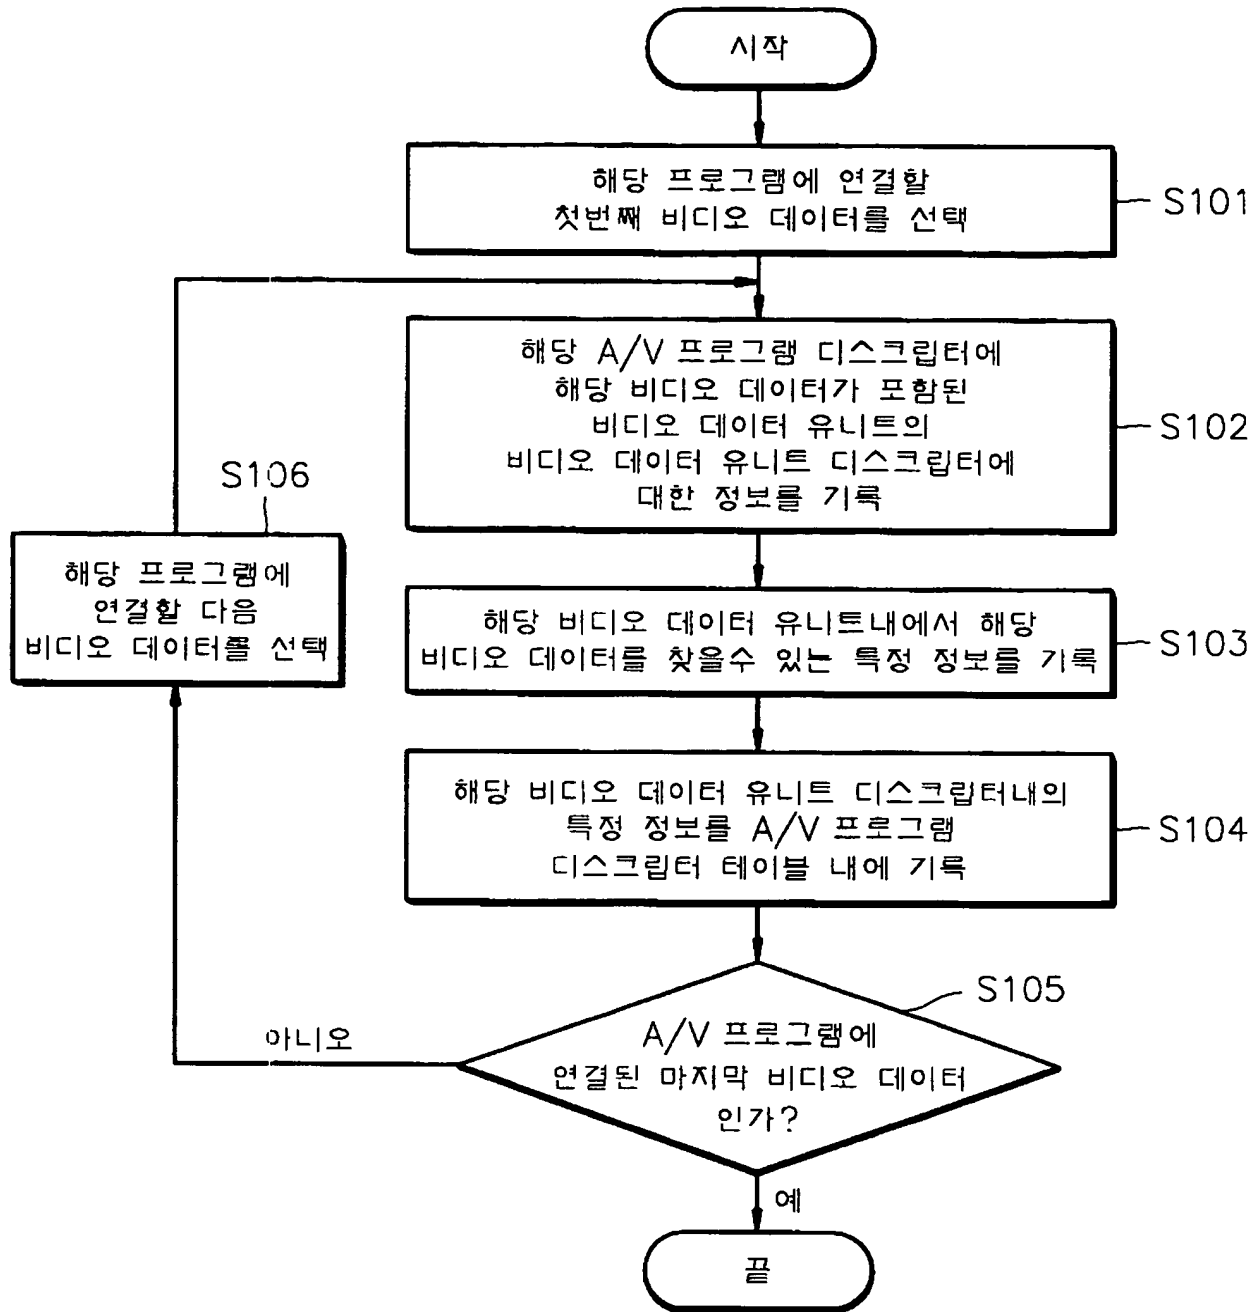 시작
해당 프로그램에 연결할
첫번째 비디오 데이터를 선택
S101
해당 A/V 프로그램 디스크립터에
해당 비디오 데이터가 포함된
비디오 데이터 유니트의
비디오 데이터 유니트 디스크립터에
대한 정보를 기록
S102
S106
해당 프로그램에
연결할 다음
비디오 데이터를 선택
해당 비디오 데이터 유니트내에서 해당
비디오 데이터를 찾을수 있는 특정 정보를 기록
S103
해당 비디오 데이터 유니트 디스크립터내의
특정 정보를 A/V 프로그램
디스크립터 테이블 내에 기록
S104
S105
A/V 프로그램에
연결된 마지막 비디오 데이터
인가?
아니오
예
끝